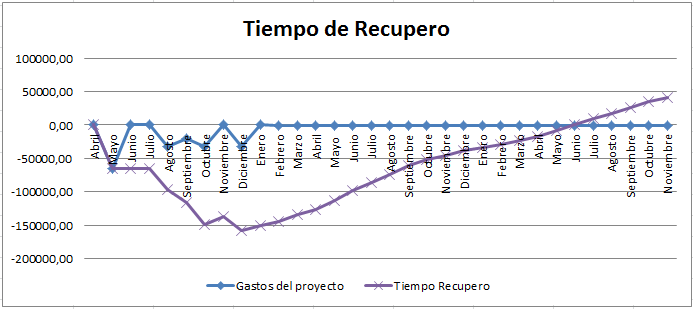 Tiempo de Recupero
100000,00
50000,00
0,00
-50000,00
-100000,00
-150000,00
-200000,00
Abril
Mayo
Junio
Julio
Agosto
Septiembre
Octubre
Noviembre
Diciembre
Enero
Febrero
Marzo
Abril
Mayo
Junio
Julio
Agosto
Septiembre
Octubre
Noviembre
Diciembre
Enero
Febrero
Marzo
Abril
Mayo
Junio
Julio
Agosto
Septiembre
Octubre
Noviembre
Gastos del proyecto
Tiempo Recupero